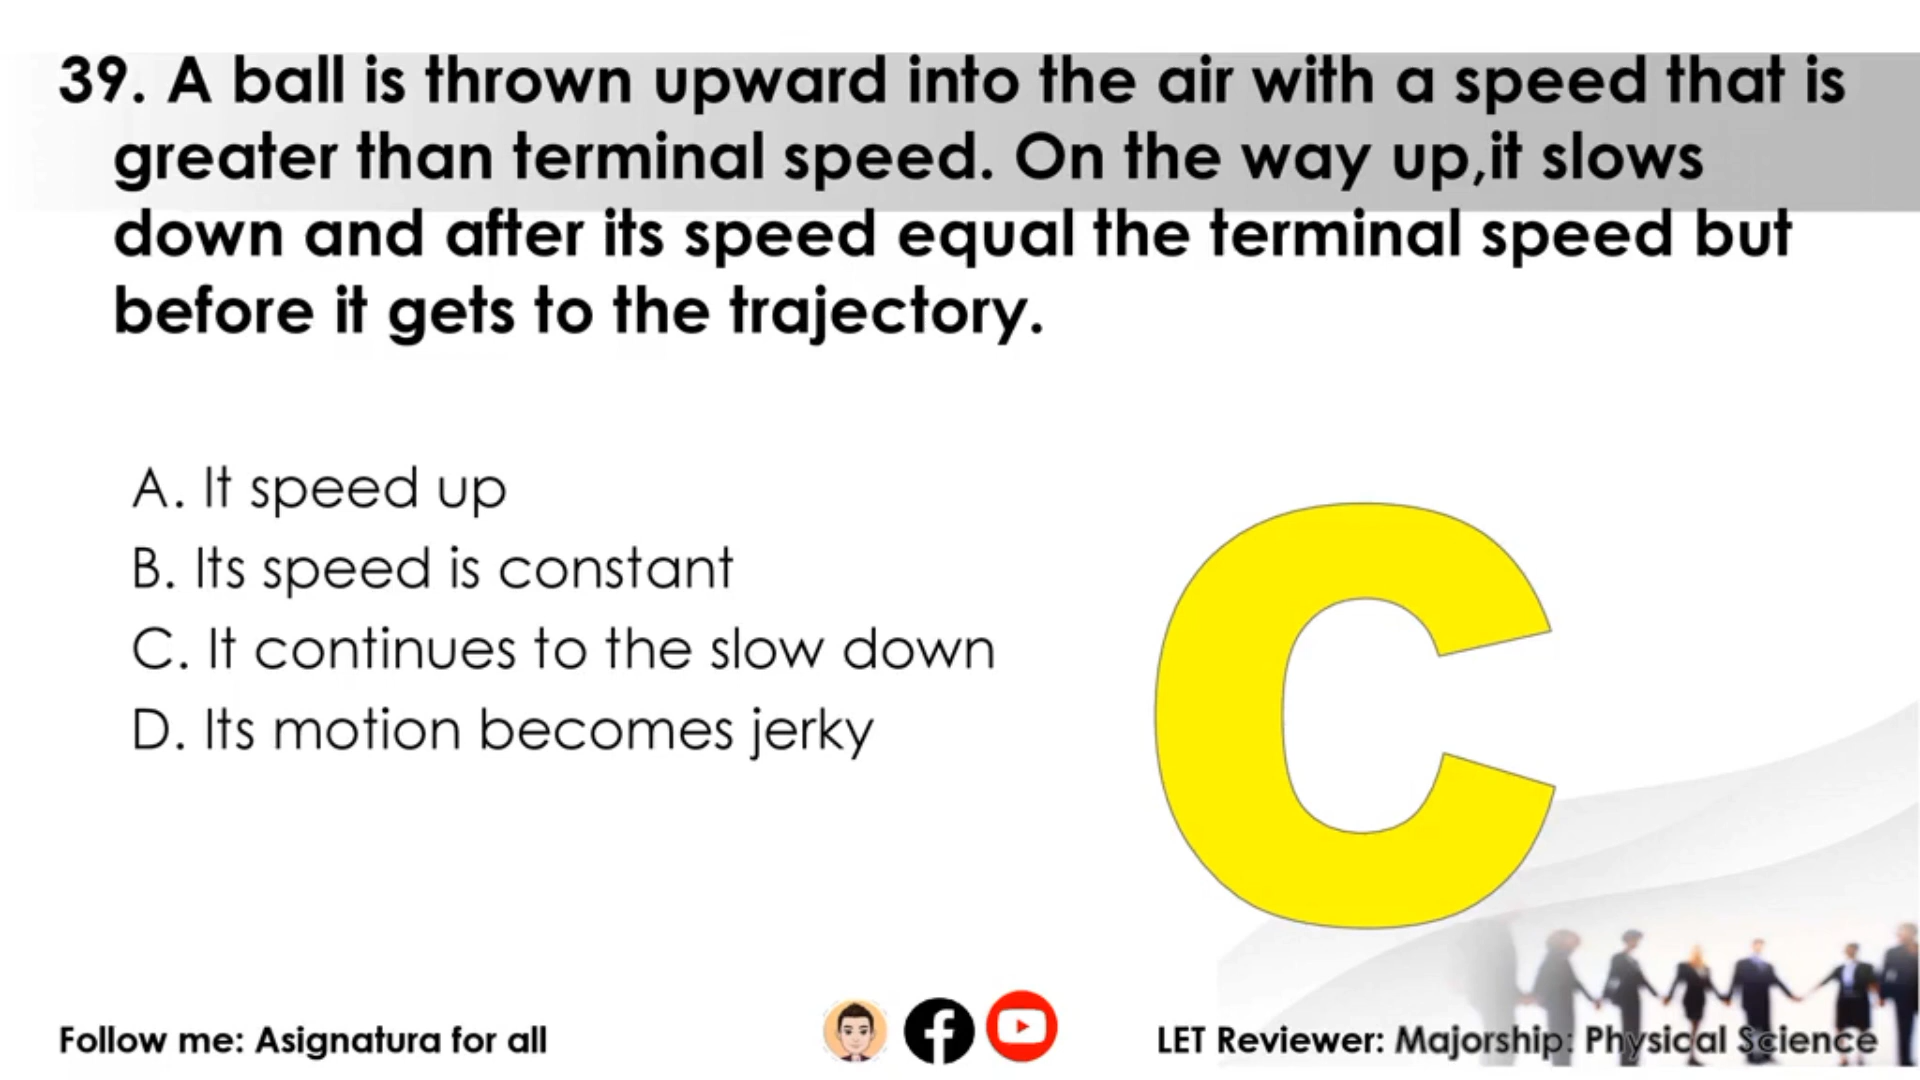 39. A ball is thrown upward into the air with a speed that is
greater than terminal speed. On the way up,it slows
down and after its speed equal the terminal speed but
before it gets to the trajectory.
A. It speed up
B. Its speed is constant
C. It continues to the slow down
D. Its motion becomes jerky
C
Follow me: Asignatura for all
LET Reviewer: Majorship: Physical Science